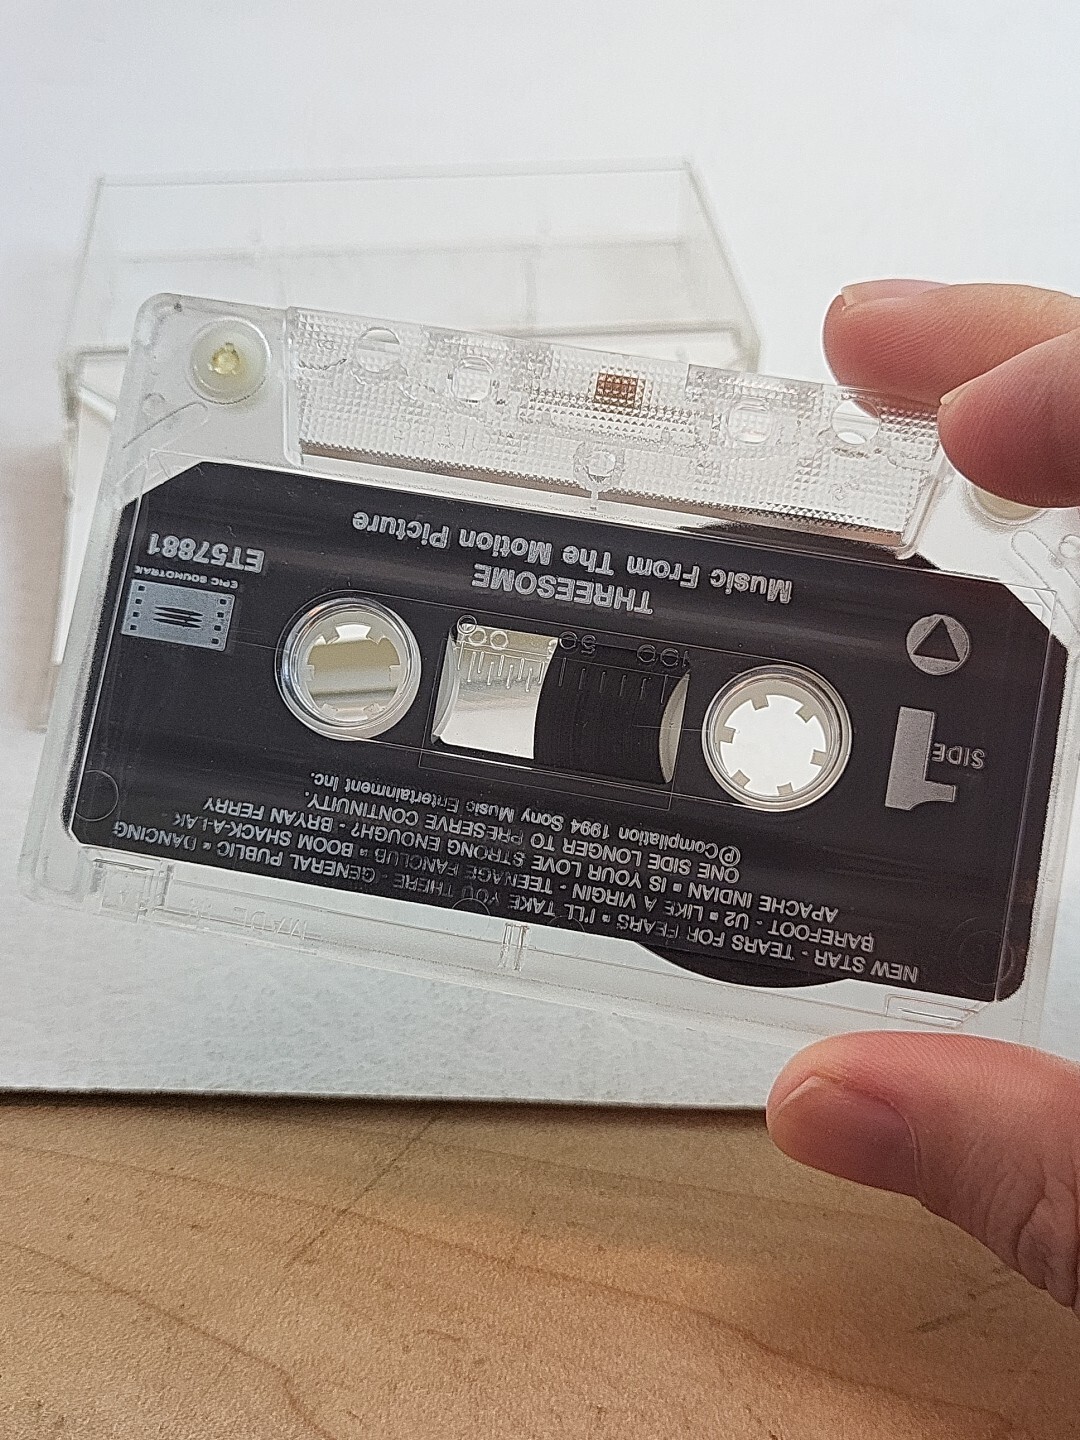 NEW STAR - TEARS FOR FEARS ▪ I'LL TAKE YOU THERE - GENERAL PUBLIC ▪ DANCING
BAREFOOT - U2 ▪ LIKE A VIRGIN - TEENAGE FANCLUB ▪ BOOM SHACK-A-LAK -
APACHE INDIAN ▪ IS YOUR LOVE STRONG ENOUGH? - BRYAN FERRY
ONE SIDE LONGER TO PRESERVE CONTINUITY.
℗Compilation 1994 Sony Music Entertainment Inc.
SIDE
1
100 50 0
EPIC SOUNDTRAX
THREESOME
Music From The Motion Picture
ET57881